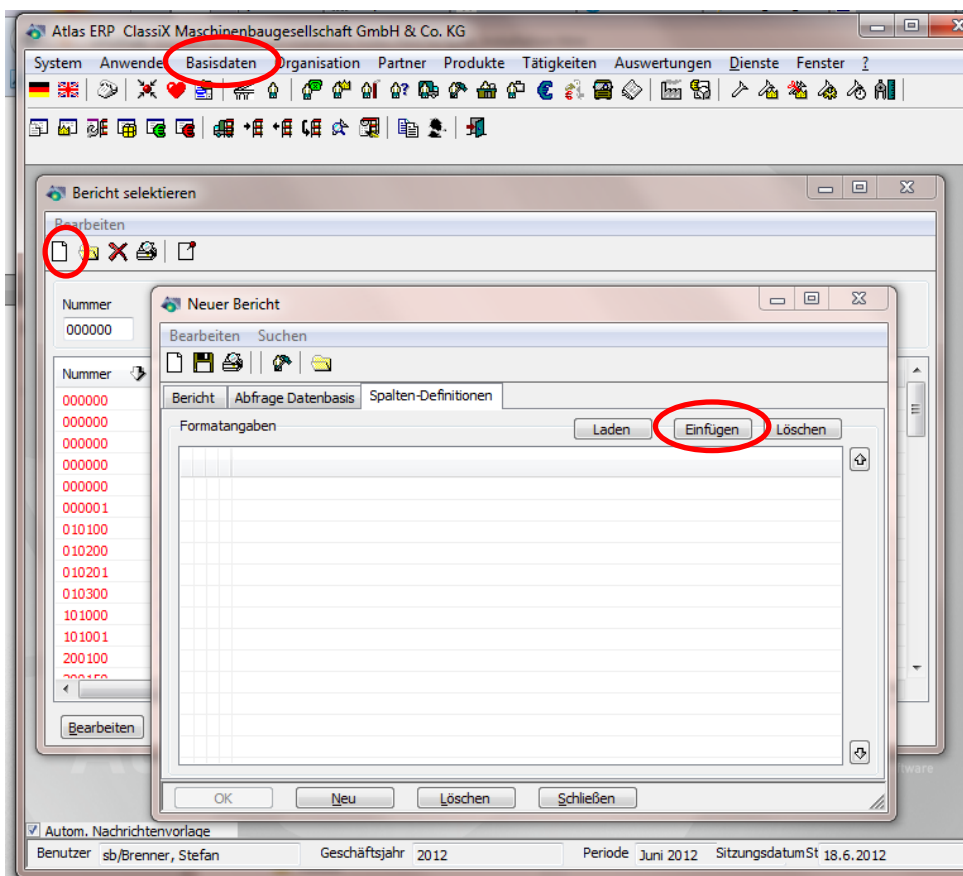 Atlas ERP ClassiX Maschinenbaugesellschaft GmbH & Co. KG
System Anwende Basisdaten Organisation Partner Produkte Tätigkeiten Auswertungen Dienste Fenster ?
Bericht selektieren
Bearbeiten
Nummer
000000
Nummer
000000
000000
000000
000000
000000
000001
010100
010200
010201
010300
101000
101001
200100
Bearbeiten
Neuer Bericht
Bearbeiten Suchen
Bericht Abfrage Datenbasis Spalten-Definitionen
Formatangaben Laden Einfügen Löschen
OK Neu Löschen Schließen
Autom. Nachrichtenvorlage
Benutzer sb/Brenner, Stefan Geschäftsjahr 2012 Periode Juni 2012 SitzungsdatumSt 18.6.2012